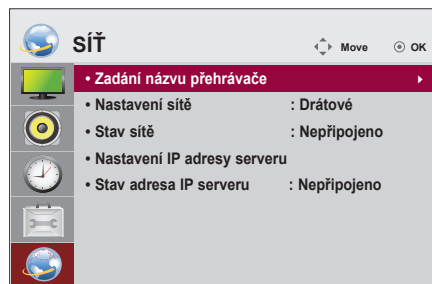 SÍŤ Move OK
• Zadání názvu přehrávače
• Nastavení sítě : Drátové
• Stav sítě : Nepřipojeno
• Nastavení IP adresy serveru
• Stav adresa IP serveru : Nepřipojeno